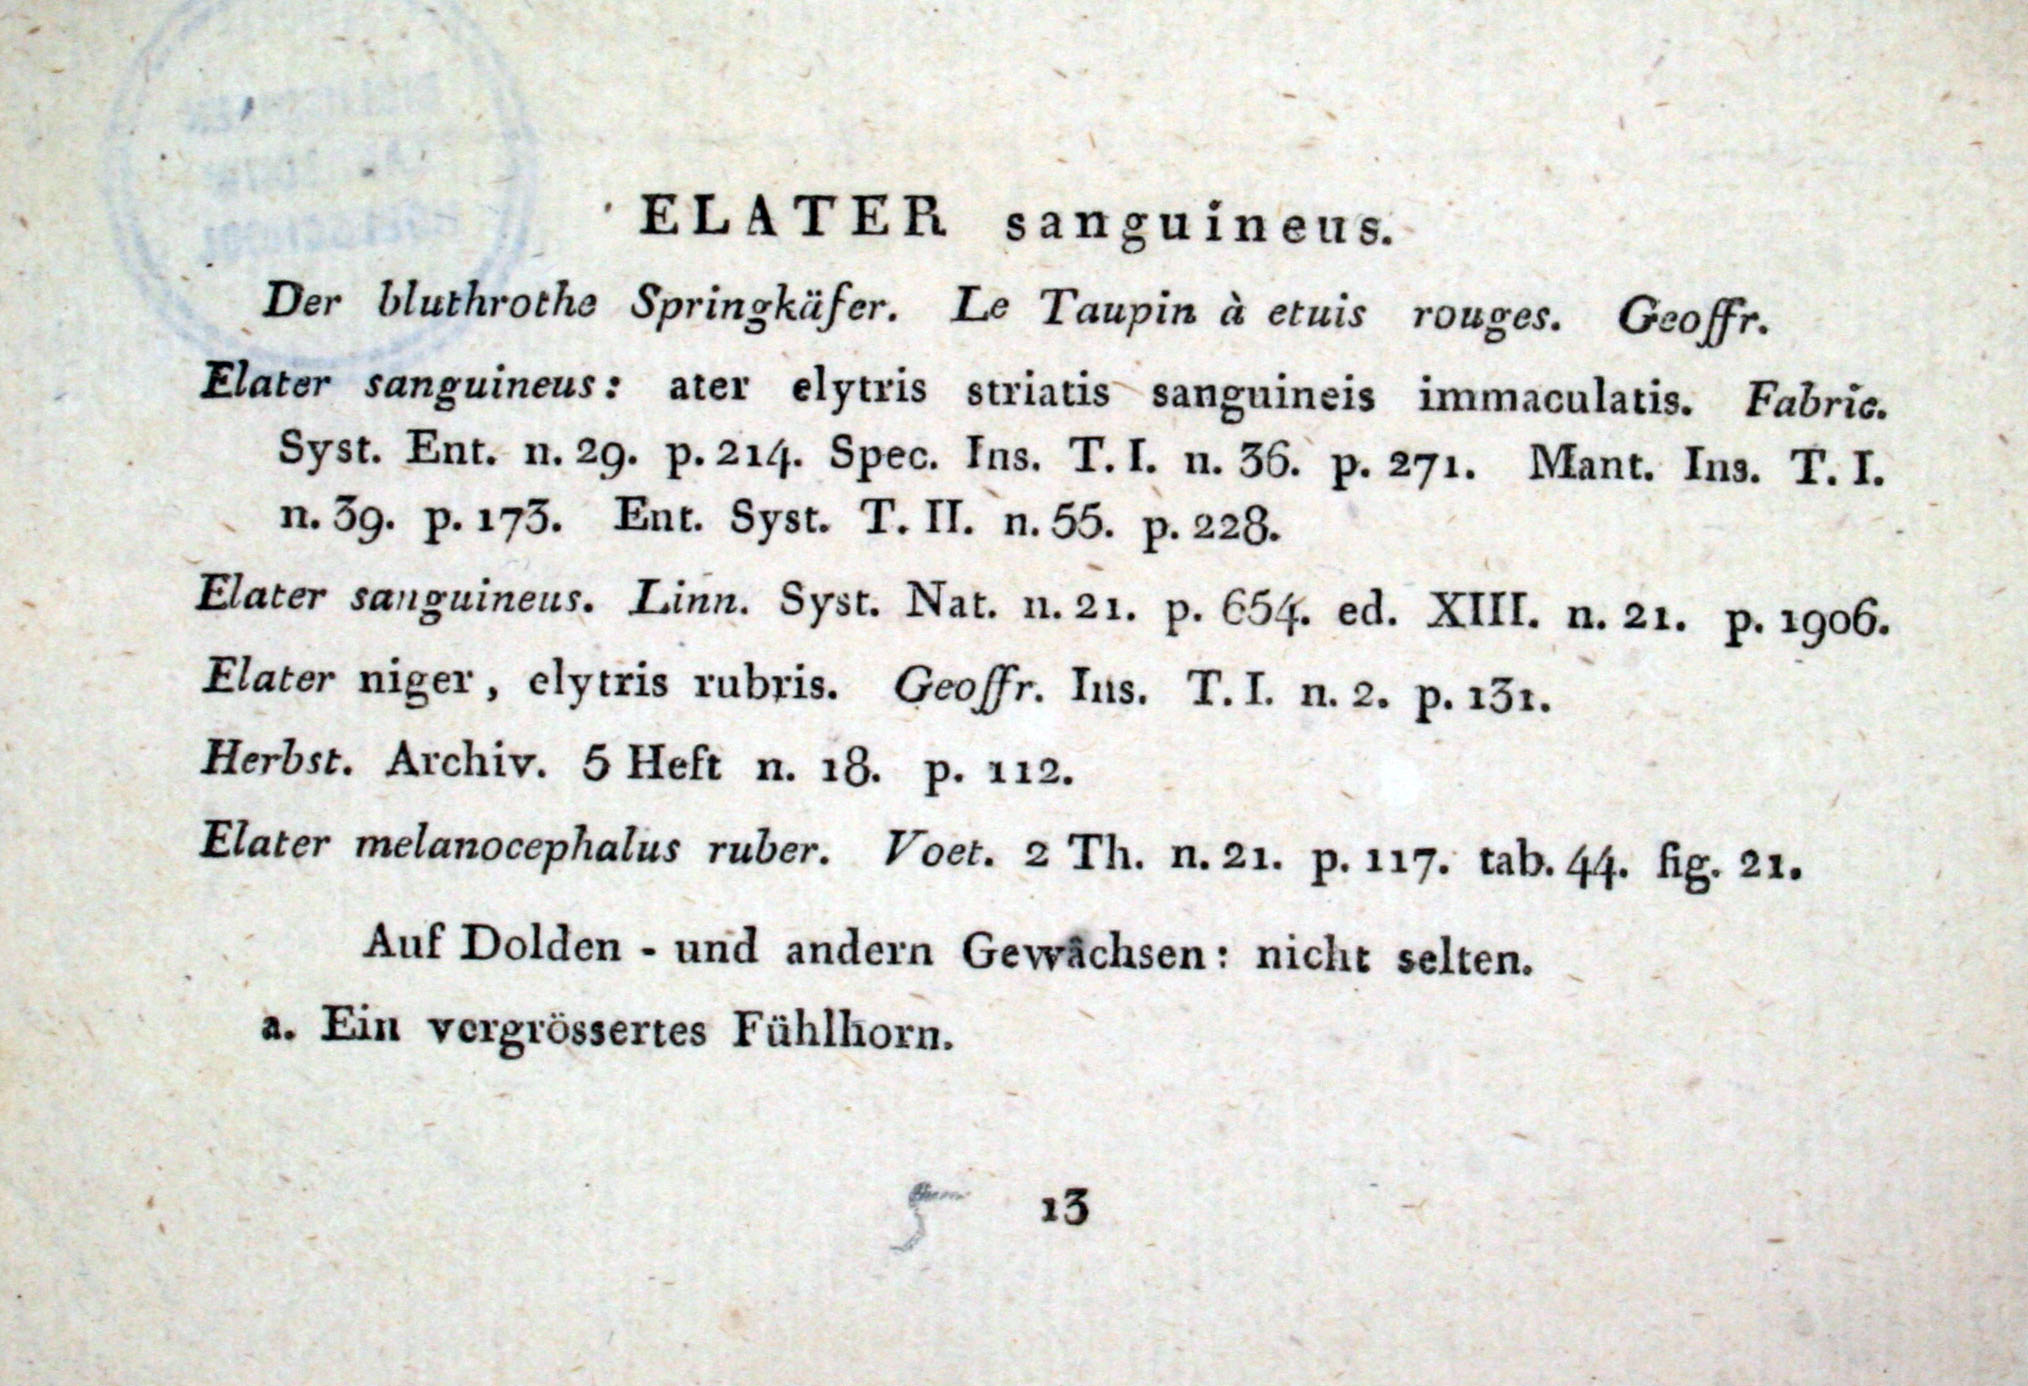 ELATER sanguineus.
Der bluthrothe Springkäfer. Le Taupin à etuis rouges. Geoffr.
Elater sanguineus: ater elytris striatis sanguineis immaculatis. Fabric.
Syst. Ent. n. 29. p. 214. Spec. Ins. T. I. n. 36. p. 271. Mant. Ins. T. I.
n. 39. p. 173. Ent. Syst. T. II. n. 55. p. 228.
Elater sanguineus. Linn. Syst. Nat. n. 21. p. 654. ed. XIII. n. 21. p. 1906.
Elater niger, elytris rubris. Geoffr. Ins. T. I. n. 2. p. 131.
Herbst. Archiv. 5 Heft n. 18. p. 112.
Elater melanocephalus ruber. Voet. 2 Th. n. 21. p. 117. tab. 44. fig. 21.
Auf Dolden - und andern Gewächsen: nicht selten.
a. Ein vergrössertes Fühlhorn.
5 13